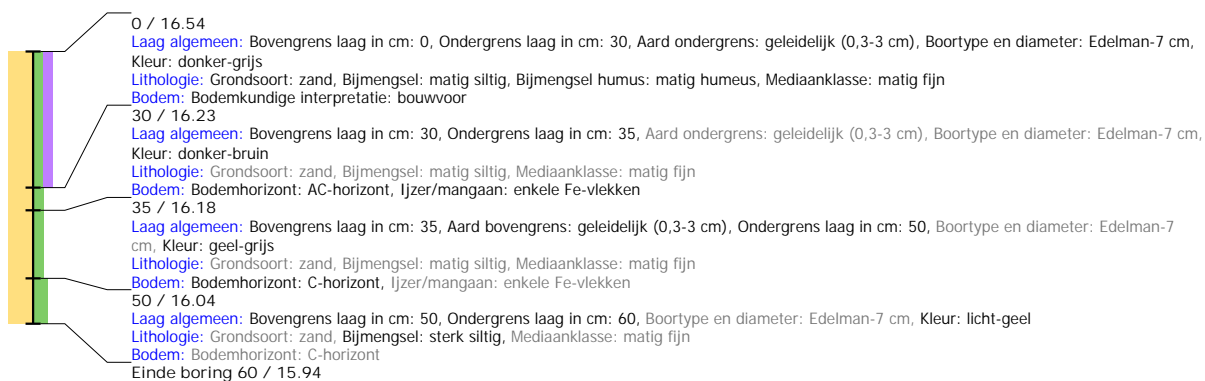 0 / 16.54
Laag algemeen: Bovengrens laag in cm: 0, Ondergrens laag in cm: 30, Aard ondergrens: geleidelijk (0,3-3 cm), Boortype en diameter: Edelman-7 cm,
Kleur: donker-grijs
Lithologie: Grondsoort: zand, Bijmengsel: matig siltig, Bijmengsel humus: matig humeus, Mediaanklasse: matig fijn
Bodem: Bodemkundige interpretatie: bouwvoor
30 / 16.23
Laag algemeen: Bovengrens laag in cm: 30, Ondergrens laag in cm: 35, Aard ondergrens: geleidelijk (0,3-3 cm), Boortype en diameter: Edelman-7 cm,
Kleur: donker-bruin
Lithologie: Grondsoort: zand, Bijmengsel: matig siltig, Mediaanklasse: matig fijn
Bodem: Bodemhorizont: AC-horizont, Ijzer/mangaan: enkele Fe-vlekken
35 / 16.18
Laag algemeen: Bovengrens laag in cm: 35, Aard bovengrens: geleidelijk (0,3-3 cm), Ondergrens laag in cm: 50, Boortype en diameter: Edelman-7
cm, Kleur: geel-grijs
Lithologie: Grondsoort: zand, Bijmengsel: matig siltig, Mediaanklasse: matig fijn
Bodem: Bodemhorizont: C-horizont, Ijzer/mangaan: enkele Fe-vlekken
50 / 16.04
Laag algemeen: Bovengrens laag in cm: 50, Ondergrens laag in cm: 60, Boortype en diameter: Edelman-7 cm, Kleur: licht-geel
Lithologie: Grondsoort: zand, Bijmengsel: sterk siltig, Mediaanklasse: matig fijn
Bodem: Bodemhorizont: C-horizont
Einde boring 60 / 15.94